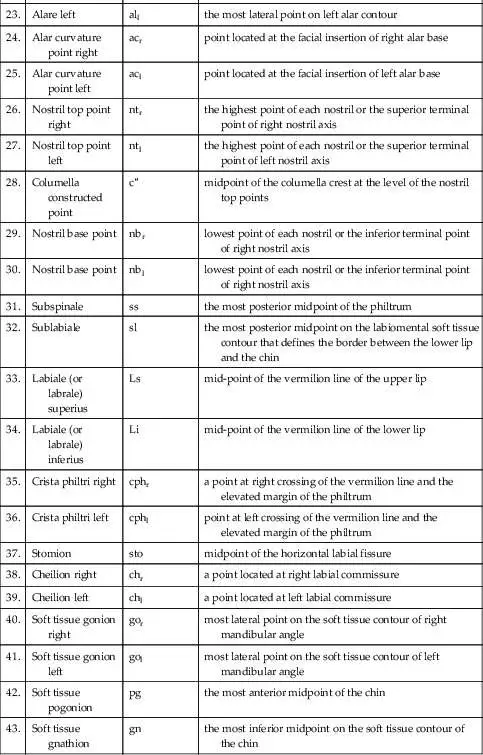 23. Alare left al_l the most lateral point on left alar contour
24. Alar curvature ac_r point located at the facial insertion of right alar base
point right
25. Alar curvature ac_l point located at the facial insertion of left alar base
point left
26. Nostril top point nt_r the highest point of each nostril or the superior terminal
right point of right nostril axis
27. Nostril top point nt_l the highest point of each nostril or the superior terminal
left point of left nostril axis
28. Columella c" midpoint of the columella crest at the level of the nostril
constructed top points
point
29. Nostril base point nb_r lowest point of each nostril or the inferior terminal point
of right nostril axis
30. Nostril base point nb_l lowest point of each nostril or the inferior terminal point
of right nostril axis
31. Subspinale ss the most posterior midpoint of the philtrum
32. Sublabiale sl the most posterior midpoint on the labiomental soft tissue
contour that defines the border between the lower lip
and the chin
33. Labiale (or Ls mid-point of the vermilion line of the upper lip
labrale)
superius
34. Labiale (or Li mid-point of the vermilion line of the lower lip
labrale)
inferius
35. Crista philtri right cph_r a point at right crossing of the vermilion line and the
elevated margin of the philtrum
36. Crista philtri left cph_l point at left crossing of the vermilion line and the
elevated margin of the philtrum
37. Stomion sto midpoint of the horizontal labial fissure
38. Cheilion right ch_r a point located at right labial commissure
39. Cheilion left ch_l a point located at left labial commissure
40. Soft tissue gonion go_r most lateral point on the soft tissue contour of right
right mandibular angle
41. Soft tissue gonion go_l most lateral point on the soft tissue contour of left
left mandibular angle
42. Soft tissue pg the most anterior midpoint of the chin
pogonion
43. Soft tissue gn the most inferior midpoint on the soft tissue contour of
gnathion the chin